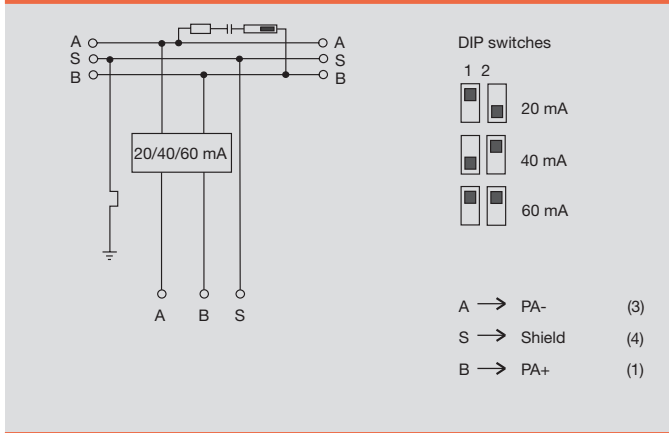 A A
S S
B B
20/40/60 mA
A B S
DIP switches
1 2
20 mA
40 mA
60 mA
A → PA- (3)
S → Shield (4)
B → PA+ (1)